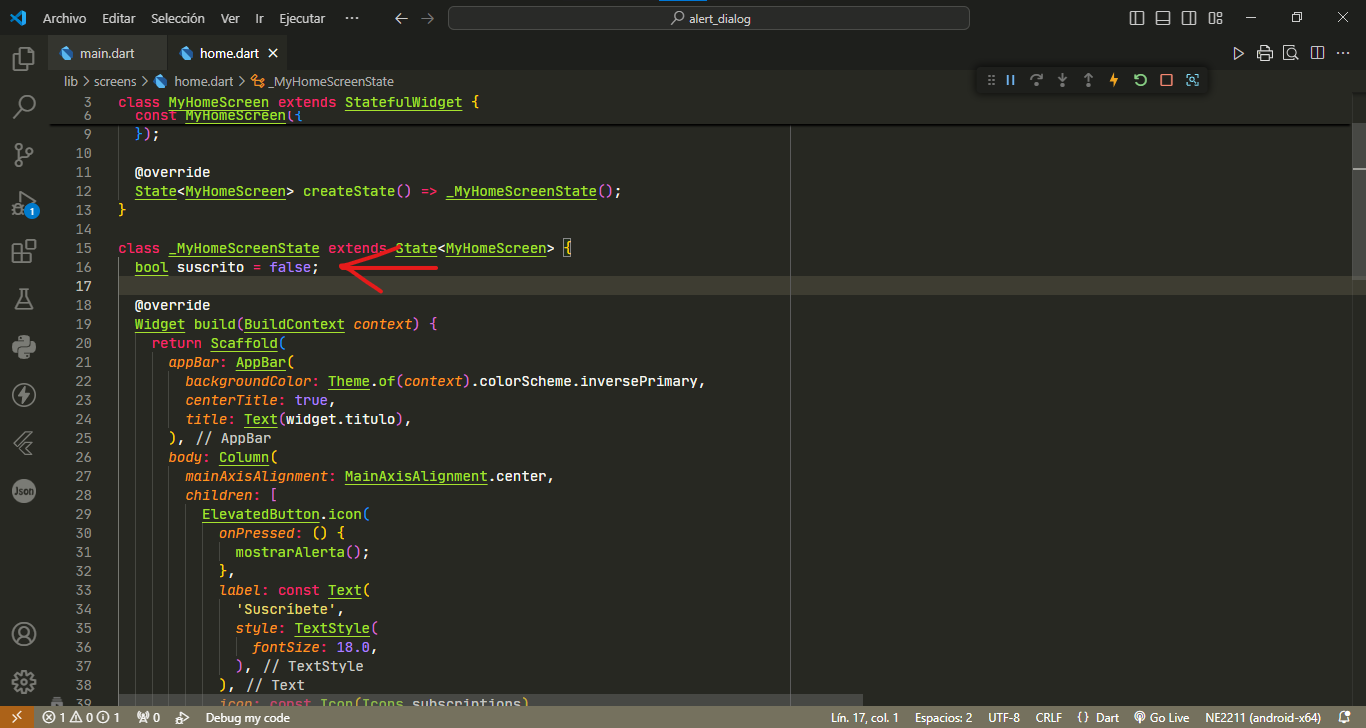 Archivo Editar Selección Ver Ir Ejecutar ··· alert_dialog
main.dart home.dart
lib > screens > home.dart > _MyHomeScreenState
3 class MyHomeScreen extends StatefulWidget {
6 const MyHomeScreen({
9 });
10
11 @override
12 State<MyHomeScreen> createState() => _MyHomeScreenState();
13 }
14
15 class _MyHomeScreenState extends State<MyHomeScreen> {
16 bool suscrito = false;
17
18 @override
19 Widget build(BuildContext context) {
20 return Scaffold(
21 appBar: AppBar(
22 backgroundColor: Theme.of(context).colorScheme.inversePrimary,
23 centerTitle: true,
24 title: Text(widget.titulo),
25 ), // AppBar
26 body: Column(
27 mainAxisAlignment: MainAxisAlignment.center,
28 children: [
29 ElevatedButton.icon(
30 onPressed: () {
31 mostrarAlerta();
32 },
33 label: const Text(
34 'Suscribete',
35 style: TextStyle(
36 fontSize: 18.0,
37 ), // TextStyle
38 ), // Text
39 icon: const Icon(Icons.subscriptions)
1
Json
1 0 1 0 Debug my code Lín. 17, col. 1 Espacios: 2 UTF-8 CRLF {} Dart Go Live NE2211 (android-x64)